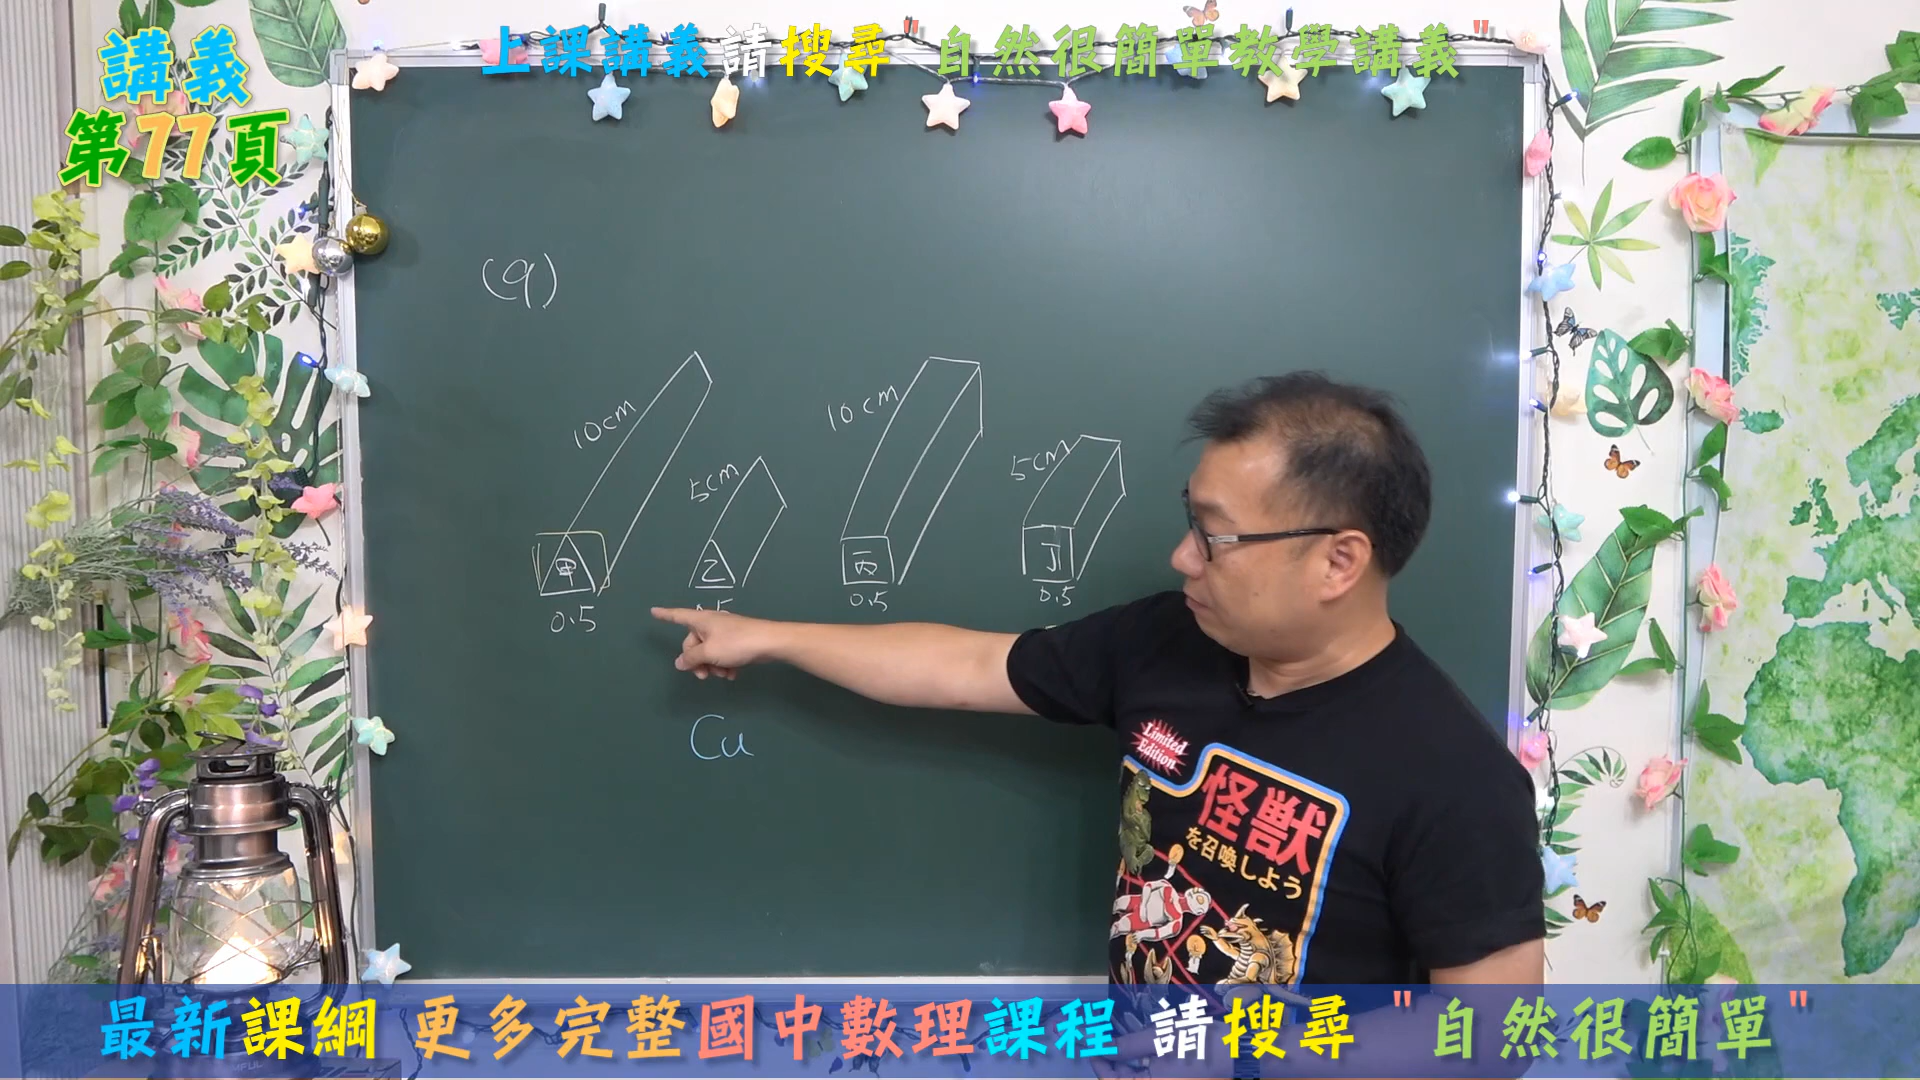 上課講義請搜尋"自然很簡單教學講義"
講義
第77頁
(9)
10cm
5cm
10cm
5cm
甲
乙
丙
丁
0.5
0.5
0.5
Cu
Limited
Edition
怪獣
を召喚しよう
最新課綱 更多完整國中數理課程 請搜尋"自然很簡單"